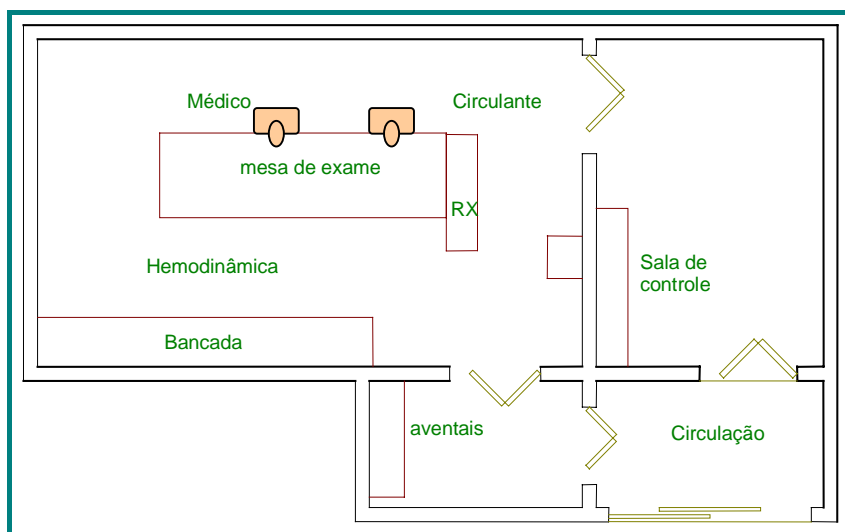 Médico
Circulante
mesa de exame
RX
Hemodinâmica
Sala de
controle
Bancada
aventais
Circulação